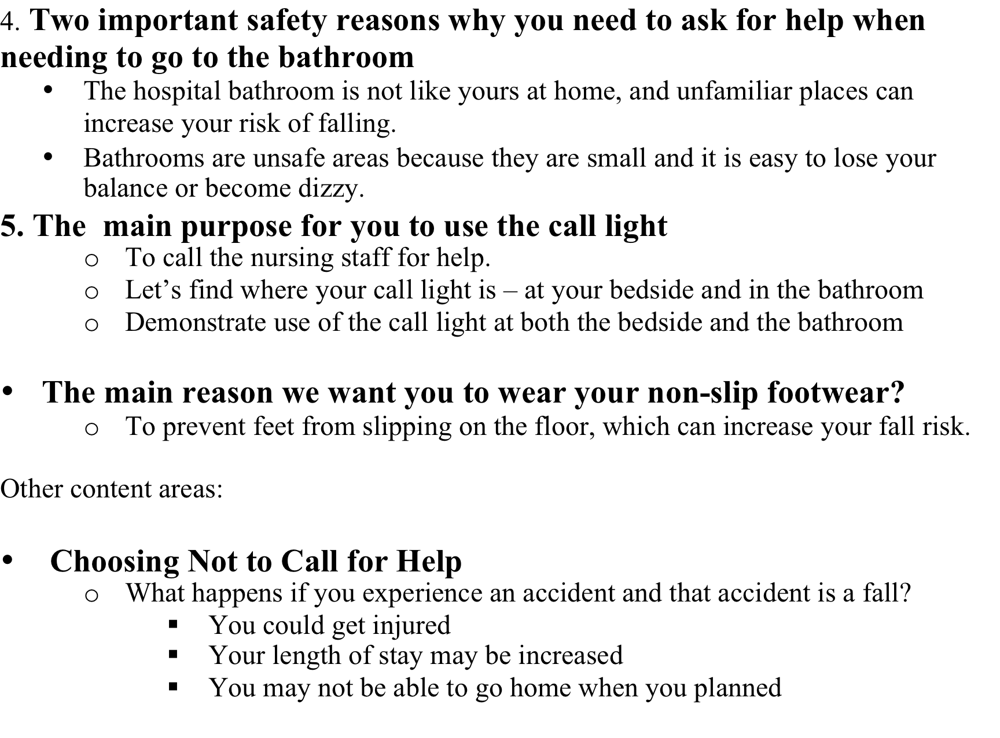 4. Two important safety reasons why you need to ask for help when
needing to go to the bathroom
• The hospital bathroom is not like yours at home, and unfamiliar places can
increase your risk of falling.
• Bathrooms are unsafe areas because they are small and it is easy to lose your
balance or become dizzy.
5. The  main purpose for you to use the call light
o To call the nursing staff for help.
o Let’s find where your call light is – at your bedside and in the bathroom
o Demonstrate use of the call light at both the bedside and the bathroom
• The main reason we want you to wear your non-slip footwear?
o To prevent feet from slipping on the floor, which can increase your fall risk.
Other content areas:
• Choosing Not to Call for Help
o What happens if you experience an accident and that accident is a fall?
▪ You could get injured
▪ Your length of stay may be increased
▪ You may not be able to go home when you planned